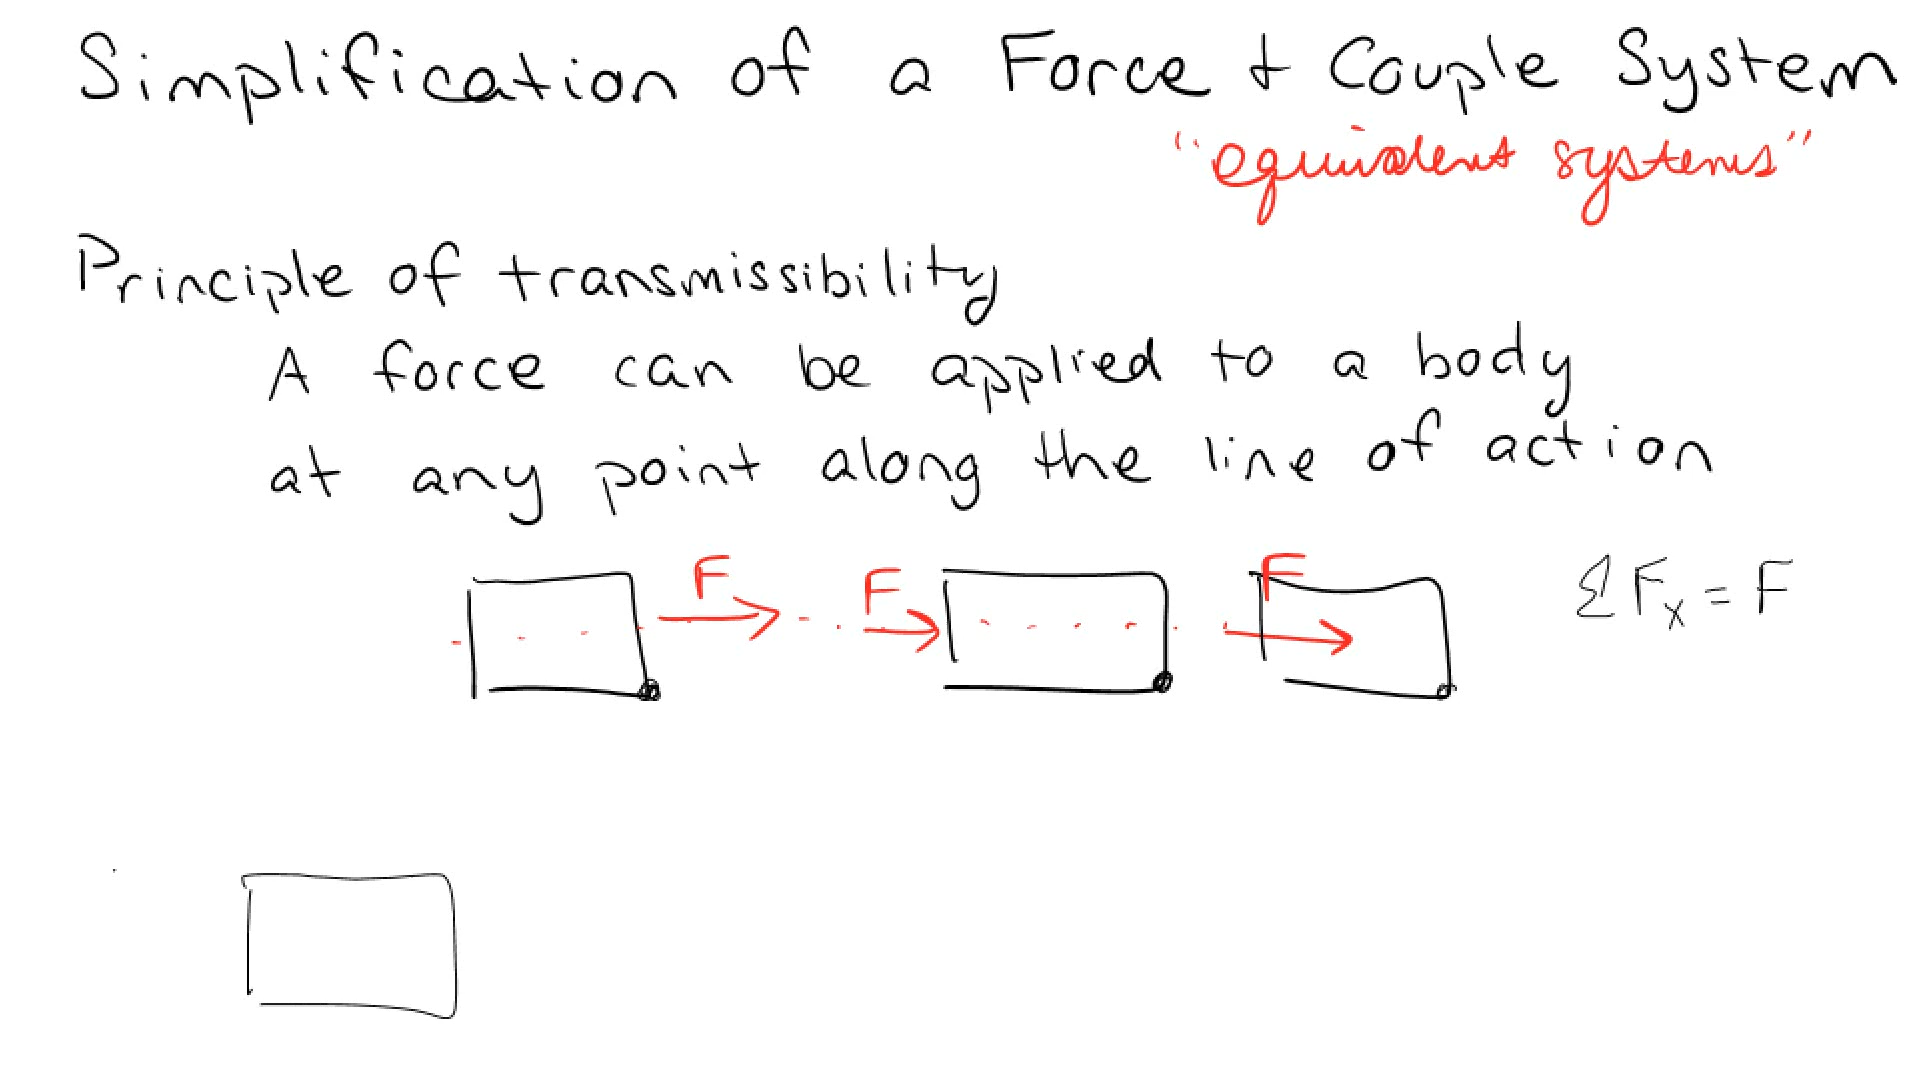 Simplification of a Force + Couple System
"equivalent systems"
Principle of transmissibility
A force can be applied to a body
at any point along the line of action
F F F ΣFx = F